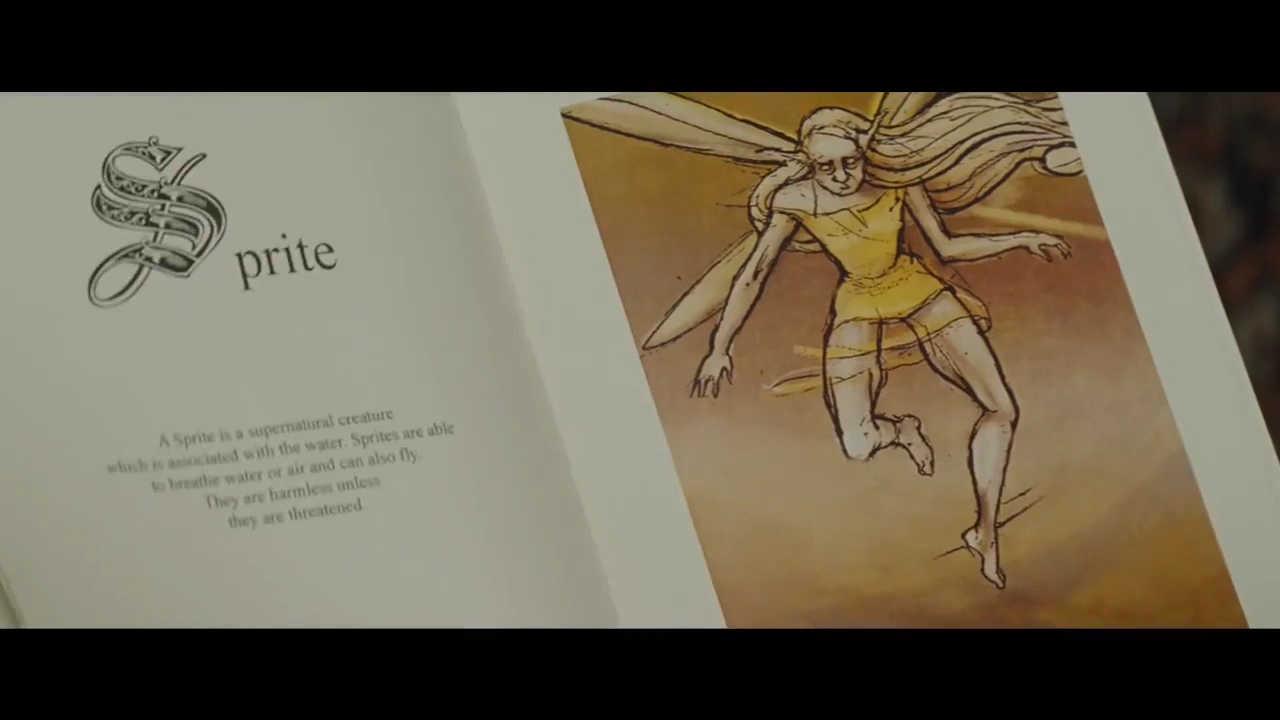 Sprite
A Sprite is a supernatural creature
which is associated with the water. Sprites are able
to breathe water or air and can also fly.
They are harmless unless
they are threatened